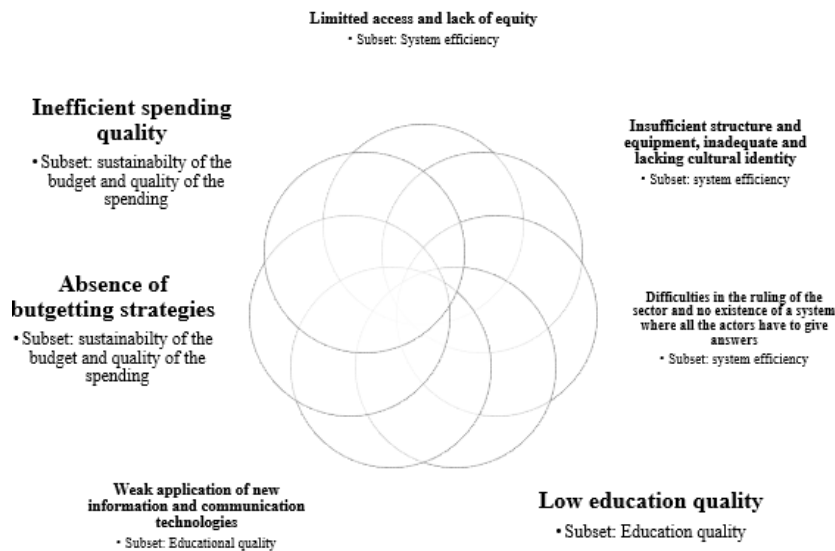 Limitted access and lack of equity
• Subset: System efficiency
Inefficient spending
quality
• Subset: sustainabilty of the
budget and quality of the
spending
Insufficient structure and
equipment, inadequate and
lacking cultural identity
• Subset: system efficiency
Absence of
butgetting strategies
• Subset: sustainabilty of the
budget and quality of the
spending
Difficulties in the ruling of the
sector and no existence of a system
where all the actors have to give
answers
• Subset: system efficiency
Weak application of new
information and communication
technologies
• Subset: Educational quality
Low education quality
• Subset: Education quality